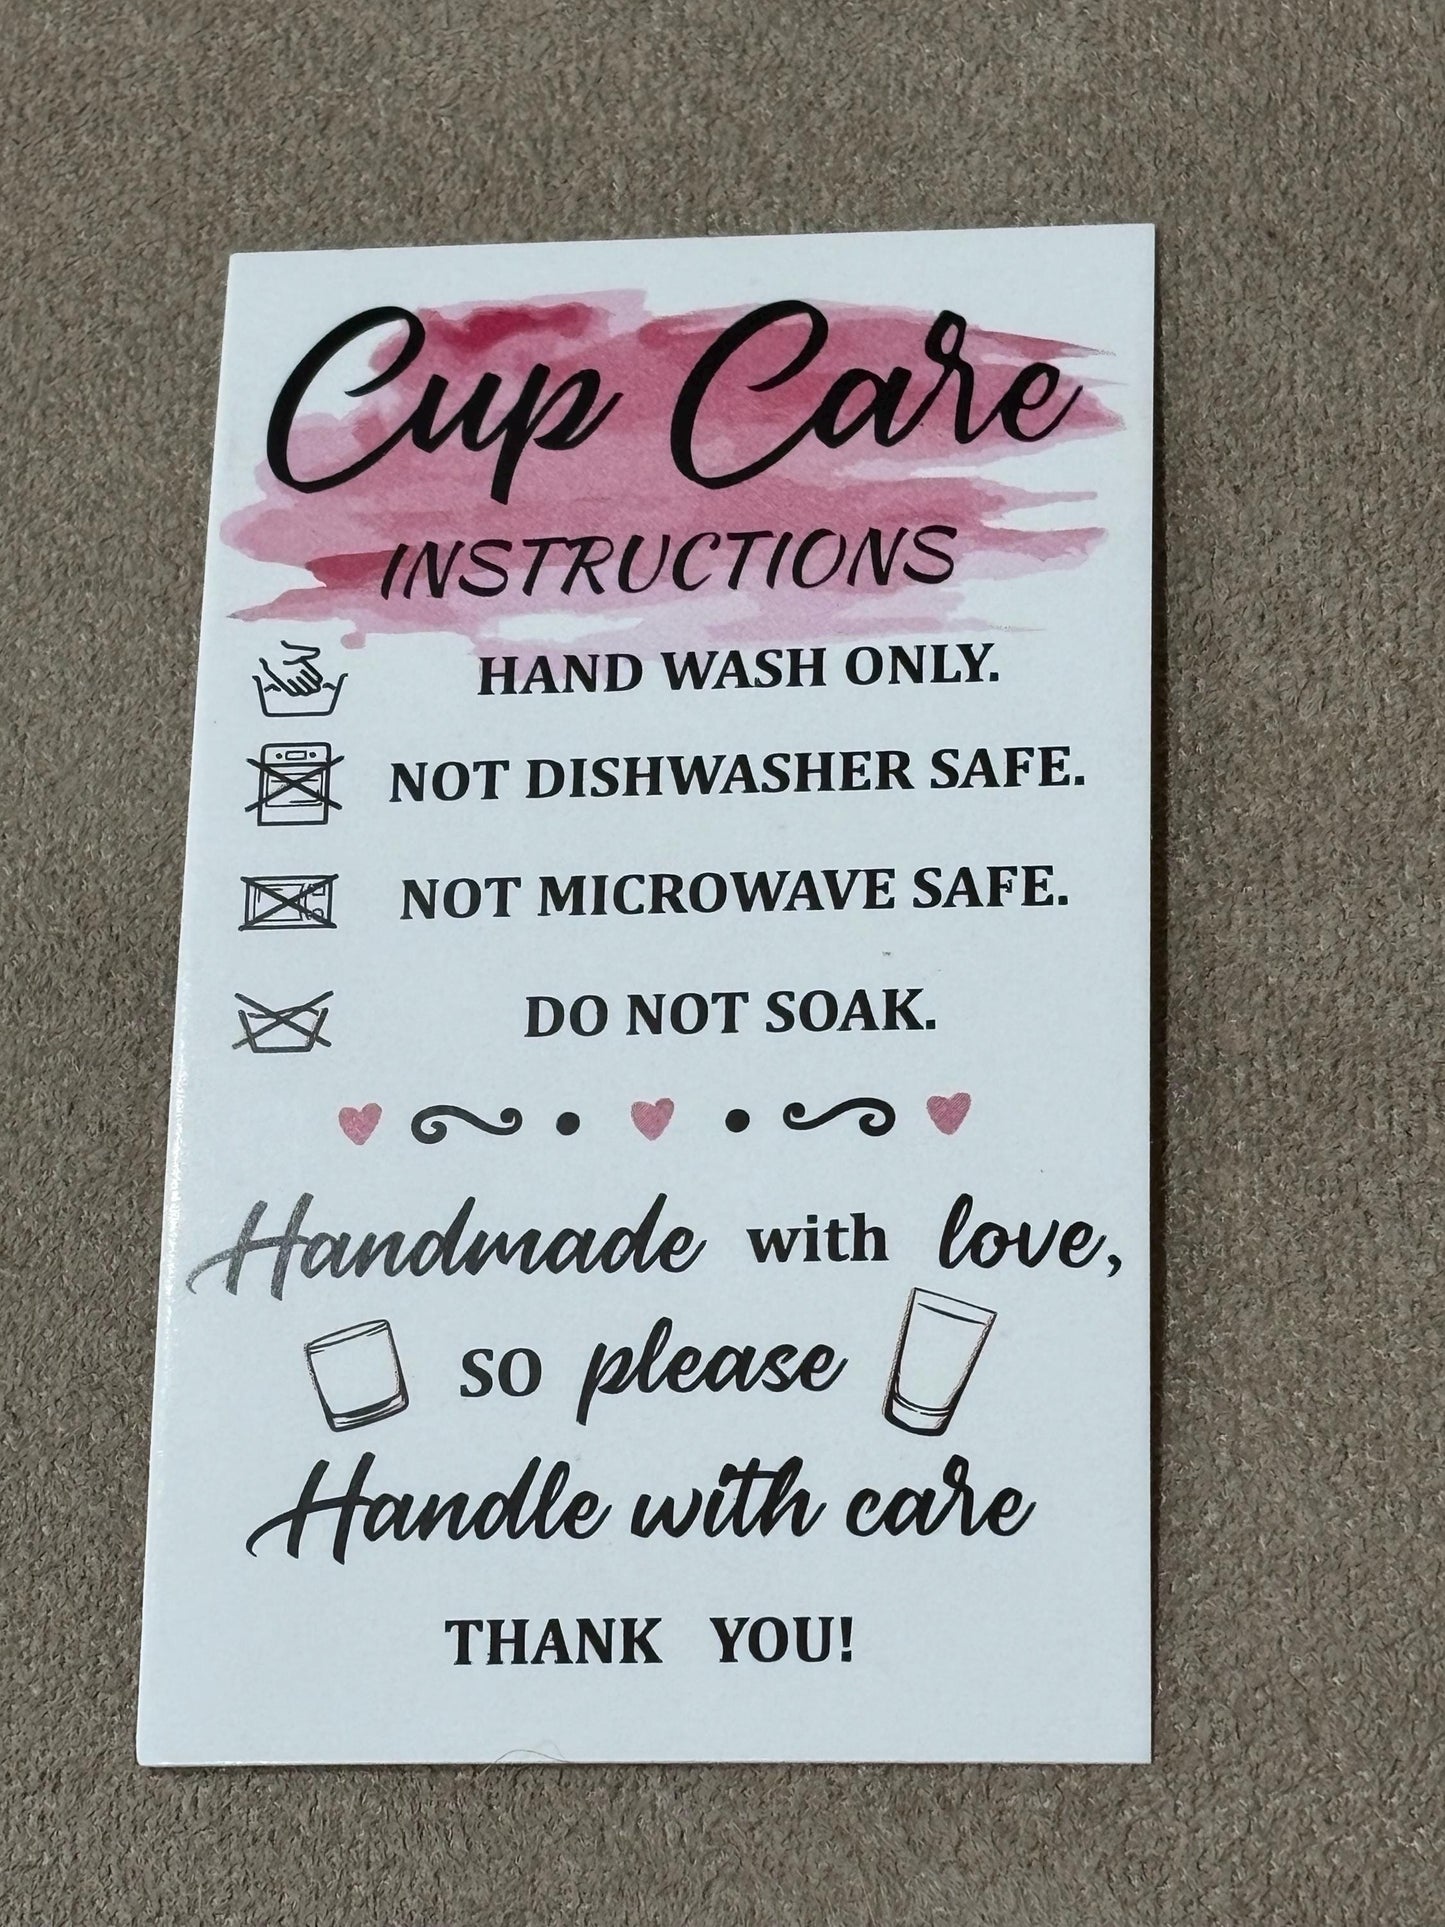 Cup Care
INSTRUCTIONS
HAND WASH ONLY.
NOT DISHWASHER SAFE.
NOT MICROWAVE SAFE.
DO NOT SOAK.
Handmade with love,
so please
Handle with care
THANK YOU!